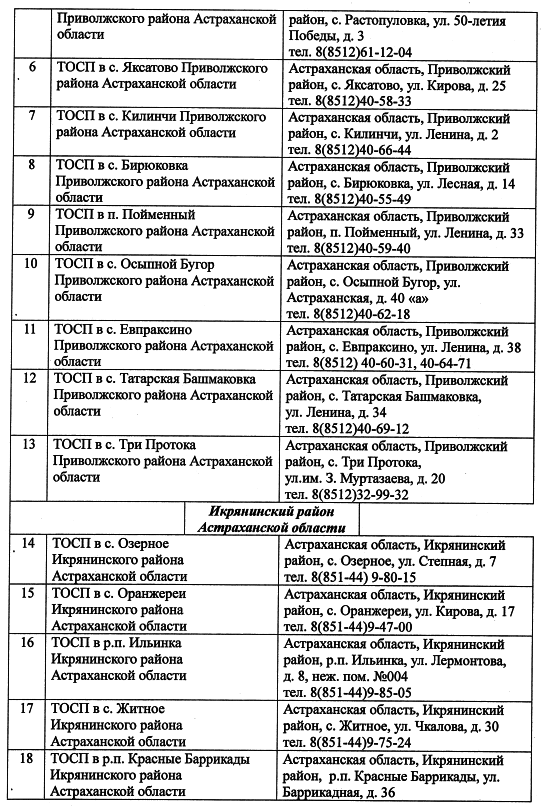 Приволжского района Астраханской
области
район, с. Растопуловка, ул. 50-летия
Победы, д. 3
тел. 8(8512)61-12-04
6
ТОСП в с. Яксатово Приволжского
района Астраханской области
Астраханская область, Приволжский
район, с. Яксатово, ул. Кирова, д. 25
тел. 8(8512)40-58-33
7
ТОСП в с. Килинчи Приволжского
района Астраханской области
Астраханская область, Приволжский
район, с. Килинчи, ул. Ленина, д. 2
тел. 8(8512)40-66-44
8
ТОСП в с. Бирюковка
Приволжского района Астраханской
области
Астраханская область, Приволжский
район, с. Бирюковка, ул. Лесная, д. 14
тел. 8(8512)40-55-49
9
ТОСП в п. Пойменный
Приволжского района Астраханской
области
Астраханская область, Приволжский
район, п. Пойменный, ул. Ленина, д. 33
тел. 8(8512)40-59-40
10
ТОСП в с. Осыпной Бугор
Приволжского района Астраханской
области
Астраханская область, Приволжский
район, с. Осыпной Бугор, ул.
Астраханская, д. 40 «а»
тел. 8(8512)40-62-18
11
ТОСП в с. Евпраксино
Приволжского района Астраханской
области
Астраханская область, Приволжский
район, с. Евпраксино, ул. Ленина, д. 38
тел. 8(8512) 40-60-31, 40-64-71
12
ТОСП в с. Татарская Башмаковка
Приволжского района Астраханской
области
Астраханская область, Приволжский
район, с. Татарская Башмаковка,
ул. Ленина, д. 34
тел. 8(8512)40-69-12
13
ТОСП в с. Три Протока
Приволжского района Астраханской
области
Астраханская область, Приволжский
район, с. Три Протока,
ул.им. З. Муртазаева, д. 20
тел. 8(8512)32-99-32
Икрянинский район
Астраханской области
14
ТОСП в с. Озерное
Икрянинского района
Астраханской области
Астраханская область, Икрянинский
район, с. Озерное, ул. Степная, д. 7
тел. 8(851-44) 9-80-15
15
ТОСП в с. Оранжереи
Икрянинского района
Астраханской области
Астраханская область, Икрянинский
район, с. Оранжереи, ул. Кирова, д. 17
тел. 8(851-44)9-47-00
16
ТОСП в р.п. Ильинка
Икрянинского района
Астраханской области
Астраханская область, Икрянинский
район, р.п. Ильинка, ул. Лермонтова,
д. 8, неж. пом. №004
тел. 8(851-44)9-85-05
17
ТОСП в с. Житное
Икрянинского района
Астраханской области
Астраханская область, Икрянинский
район, с. Житное, ул. Чкалова, д. 30
тел. 8(851-44)9-75-24
18
ТОСП в р.п. Красные Баррикады
Икрянинского района
Астраханской области
Астраханская область, Икрянинский
район, р.п. Красные Баррикады, ул.
Баррикадная, д. 36